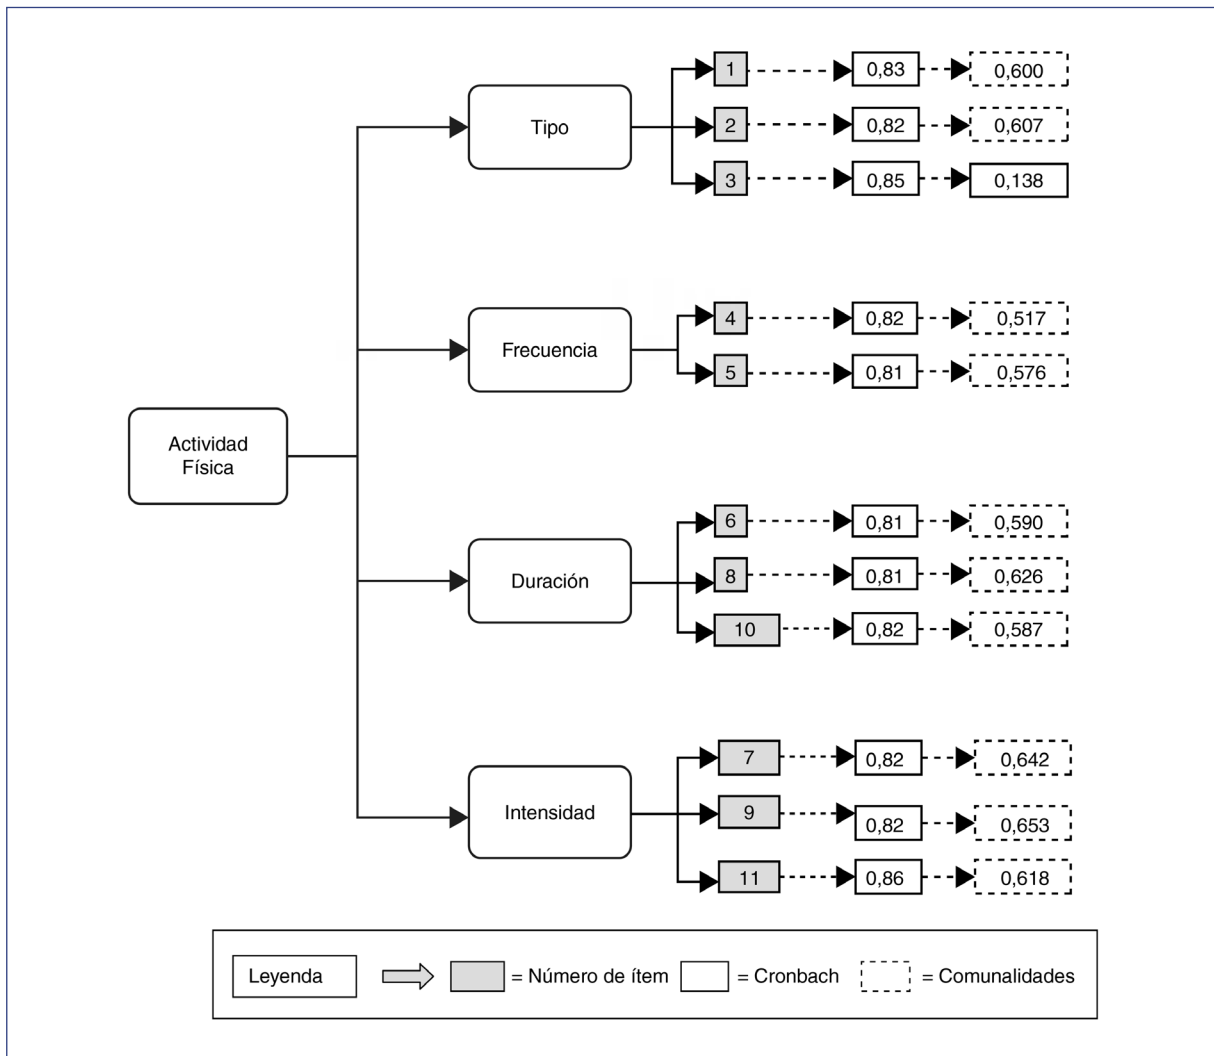 1 0,83 0,600
Tipo 2 0,82 0,607
3 0,85 0,138
4 0,82 0,517
Frecuencia
5 0,81 0,576
Actividad
Física
6 0,81 0,590
Duración 8 0,81 0,626
10 0,82 0,587
7 0,82 0,642
Intensidad 9 0,82 0,653
11 0,86 0,618
Leyenda = Número de ítem = Cronbach = Comunalidades